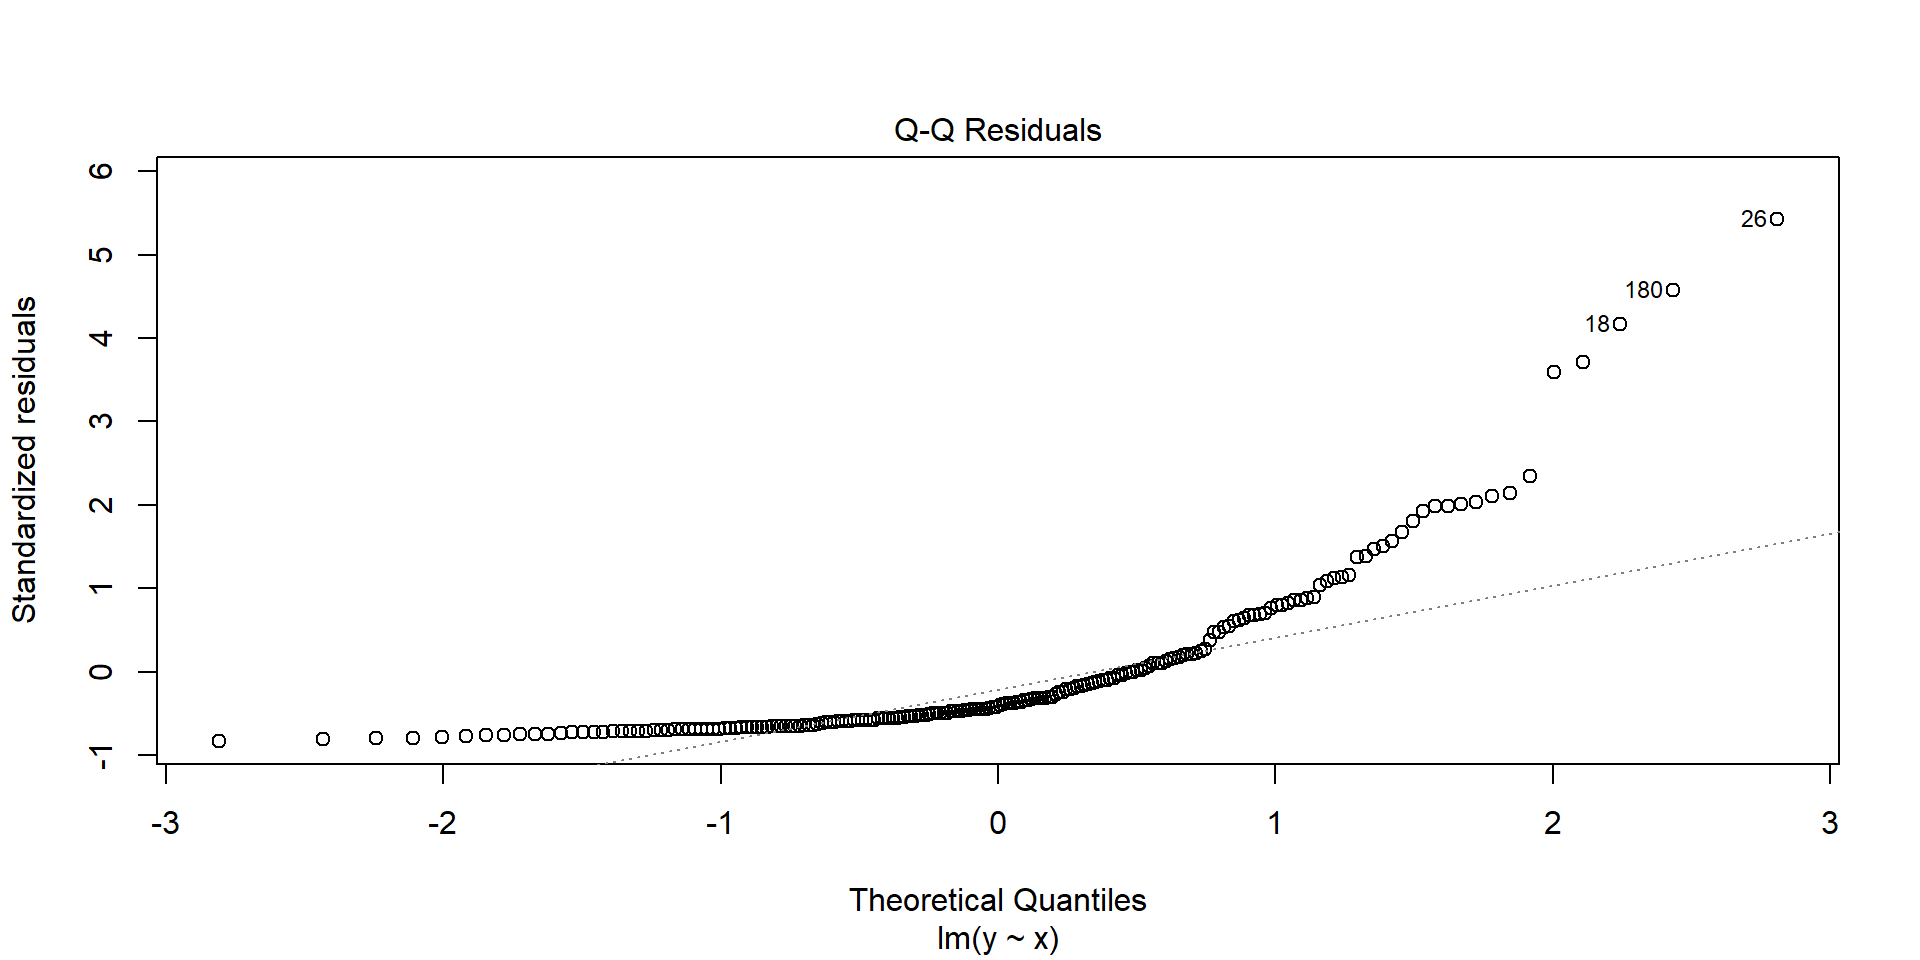 Q-Q Residuals
Standardized residuals
6
5
4
3
2
1
0
-1
26
180
18
-3 -2 -1 0 1 2 3
Theoretical Quantiles
lm(y ~ x)